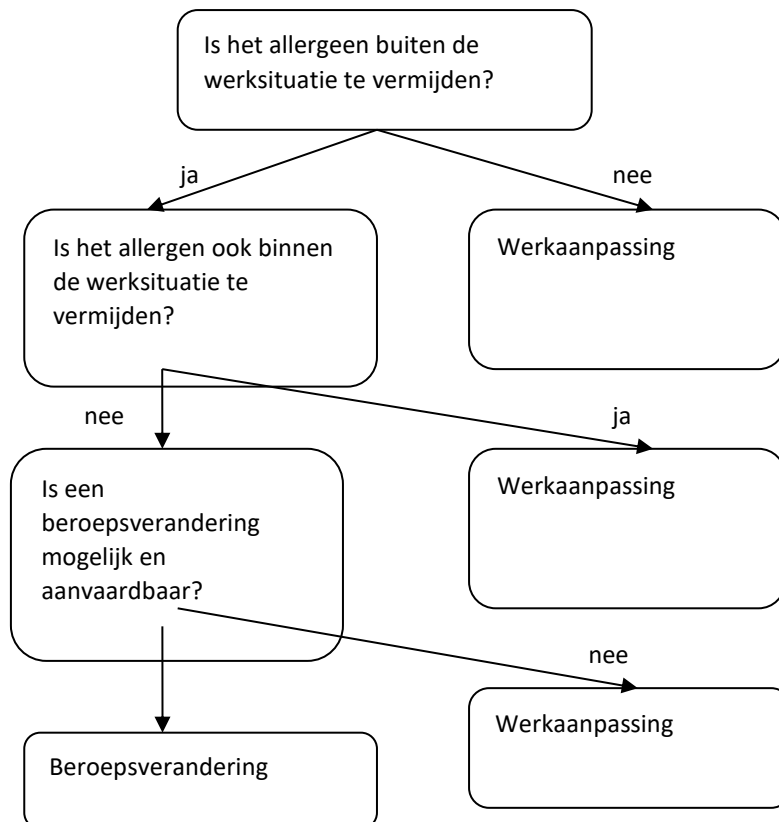 Is het allergeen buiten de
werksituatie te vermijden?
ja
nee
Is het allergen ook binnen
de werksituatie te
vermijden?
Werkaanpassing
nee
ja
Is een
beroepsverandering
mogelijk en
aanvaardbaar?
Werkaanpassing
nee
Beroepsverandering
Werkaanpassing